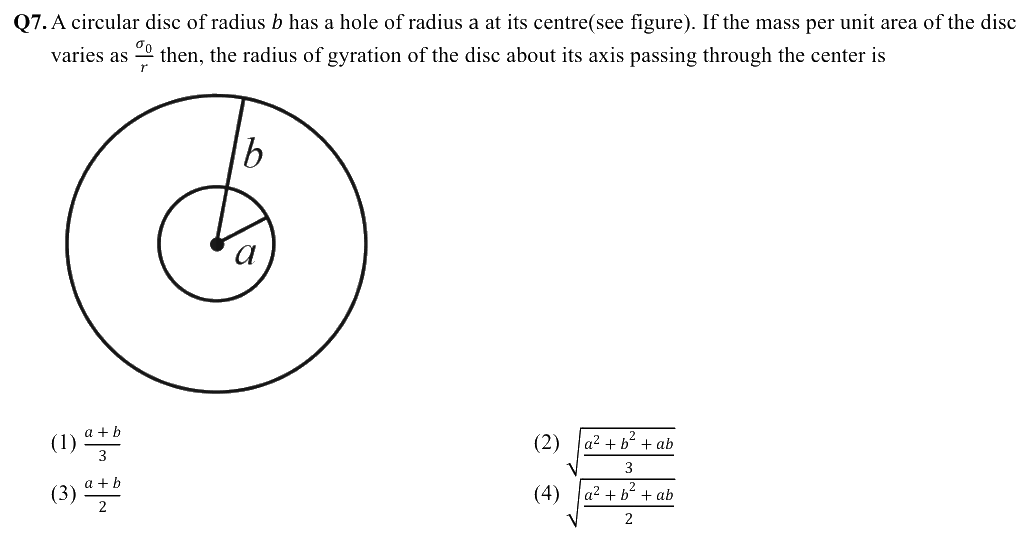 Q7. A circular disc of radius b has a hole of radius a at its centre(see figure). If the mass per unit area of the disc
varies as σ₀/r then, the radius of gyration of the disc about its axis passing through the center is
b
a
(1) (a + b)/3
(2) √((a² + b² + ab)/3)
(3) (a + b)/2
(4) √((a² + b² + ab)/2)